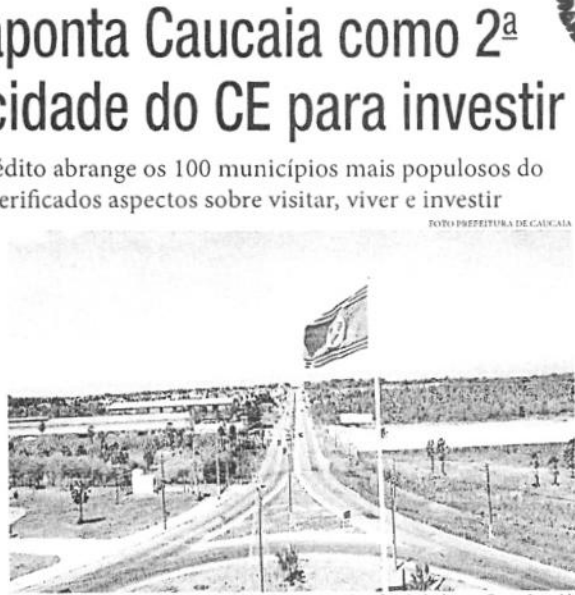 aponta Caucaia como 2ª
cidade do CE para investir
édito abrange os 100 municípios mais populosos do
erificados aspectos sobre visitar, viver e investir
FOTO PREFEITURA DE CAUCAIA